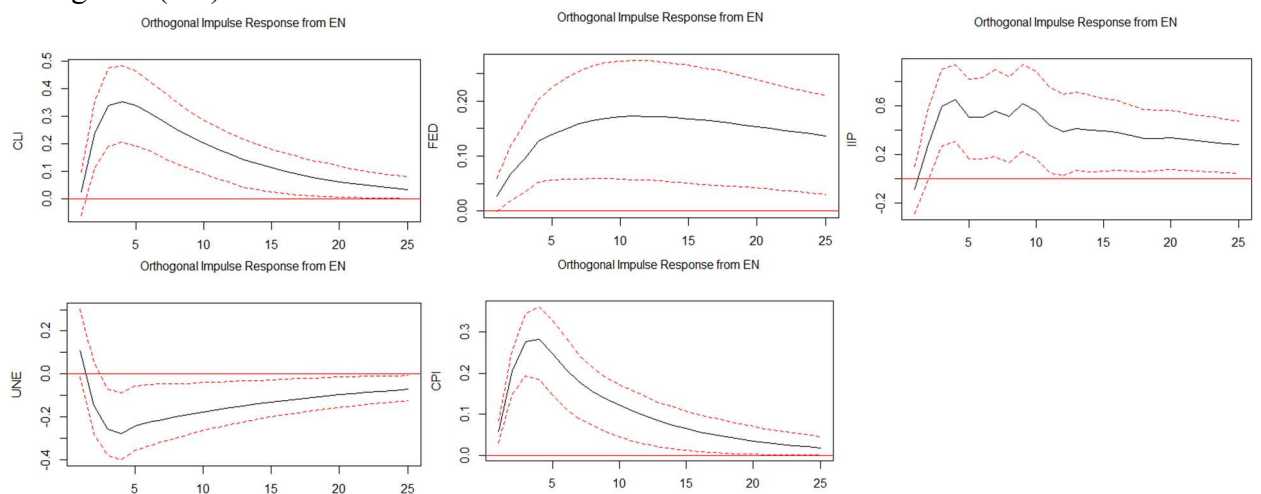 Orthogonal Impulse Response from EN
Orthogonal Impulse Response from EN
Orthogonal Impulse Response from EN
CLI
0.0 0.1 0.2 0.3 0.4 0.5
5 10 15 20 25
FED
0.00 0.10 0.20
5 10 15 20 25
IIP
-0.2 0.2 0.6
5 10 15 20 25
Orthogonal Impulse Response from EN
Orthogonal Impulse Response from EN
UNE
-0.4 -0.2 0.0 0.2
5 10 15 20 25
CPI
0.0 0.1 0.2 0.3
5 10 15 20 25